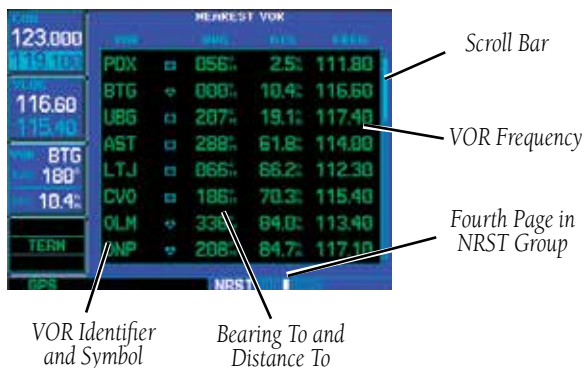 COM
NEAREST VOR
123.000
119.100
VOR BRG DIS FREQ
VLOC
116.60
115.40
PDX 056° 2.5 111.80
BTG 000° 10.4 116.60
UBG 207° 19.1 117.40
AST 288° 61.8 114.00
LTJ 066° 66.2 112.30
CVO 186° 70.3 115.40
OLM 84.0 113.40
ONP 206° 84.7 117.10
VOR BTG
180°
10.4
TERM
GPS
NRST
Scroll Bar
VOR Frequency
Fourth Page in
NRST Group
VOR Identifier
and Symbol
Bearing To and
Distance To